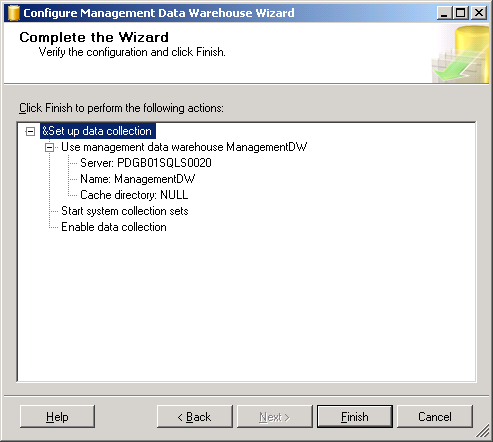 Configure Management Data Warehouse Wizard
Complete the Wizard
Verify the configuration and click Finish.
Click Finish to perform the following actions:
&Set up data collection
Use management data warehouse ManagementDW
Server: PDGB01SQLS0020
Name: ManagementDW
Cache directory: NULL
Start system collection sets
Enable data collection
Help
< Back
Next >
Finish
Cancel